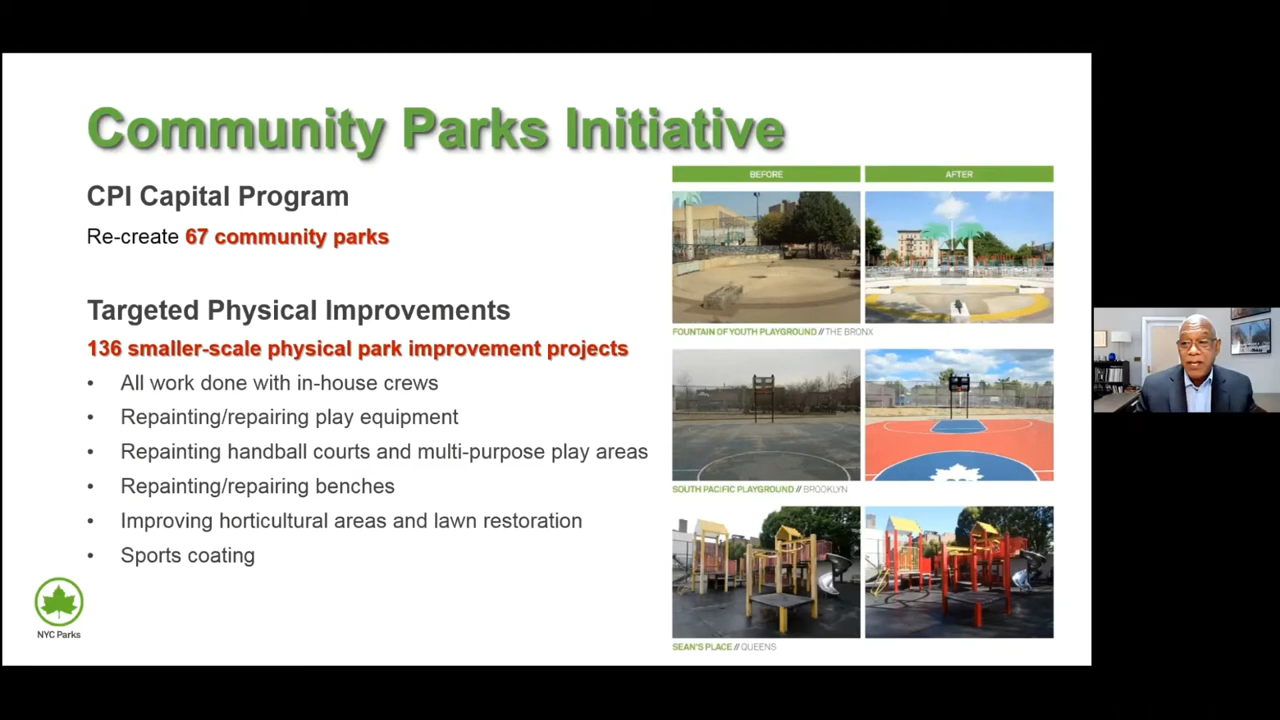 Community Parks Initiative
CPI Capital Program
Re-create 67 community parks
Targeted Physical Improvements
136 smaller-scale physical park improvement projects
• All work done with in-house crews
• Repainting/repairing play equipment
• Repainting handball courts and multi-purpose play areas
• Repainting/repairing benches
• Improving horticultural areas and lawn restoration
• Sports coating
NYC Parks
BEFORE
AFTER
FOUNTAIN OF YOUTH PLAYGROUND // THE BRONX
SOUTH PACIFIC PLAYGROUND // BROOKLYN
SEAN'S PLACE // QUEENS